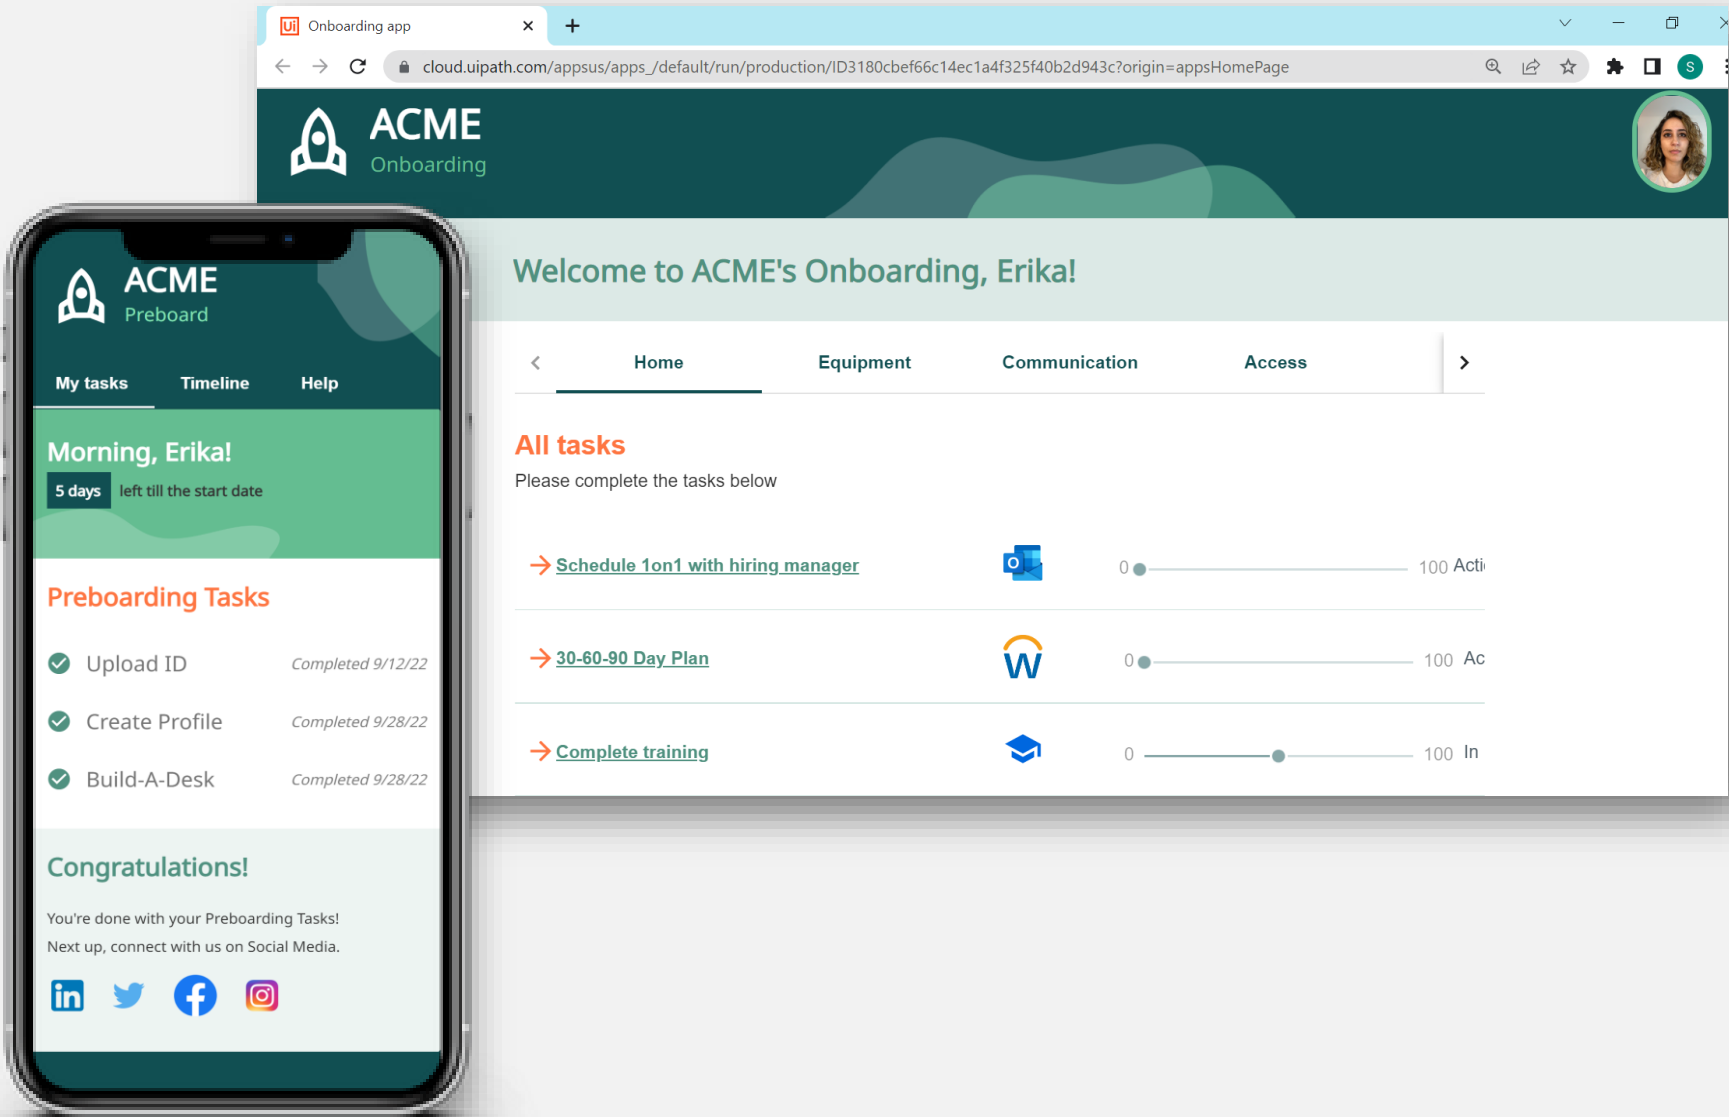 Ui Onboarding app
cloud.uipath.com/appsus/apps_/default/run/production/ID3180cbef66c14ec1a4f325f40b2d943c?origin=appsHomePage
S
ACME
Onboarding
Welcome to ACME's Onboarding, Erika!
Home Equipment Communication Access
All tasks
Please complete the tasks below
Schedule 1on1 with hiring manager 0 100 Acti
30-60-90 Day Plan W 0 100 Ac
Complete training 0 100 In
ACME
Preboard
My tasks Timeline Help
Morning, Erika!
5 days left till the start date
Preboarding Tasks
Upload ID Completed 9/12/22
Create Profile Completed 9/28/22
Build-A-Desk Completed 9/28/22
Congratulations!
You're done with your Preboarding Tasks!
Next up, connect with us on Social Media.
in